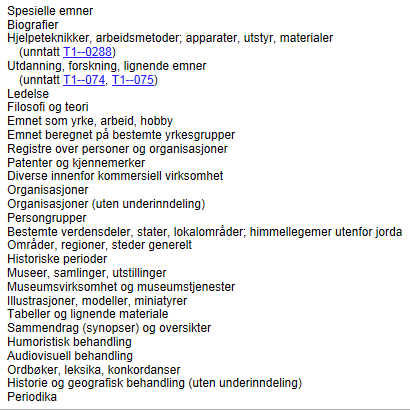 Spesielle emner
Biografier
Hjelpeteknikker, arbeidsmetoder; apparater, utstyr, materialer
(unntatt T1--0288)
Utdanning, forskning, lignende emner
(unntatt T1--074, T1--075)
Ledelse
Filosofi og teori
Emnet som yrke, arbeid, hobby
Emnet beregnet på bestemte yrkesgrupper
Registre over personer og organisasjoner
Patenter og kjennemerker
Diverse innenfor kommersiell virksomhet
Organisasjoner
Organisasjoner (uten underinndeling)
Persongrupper
Bestemte verdensdeler, stater, lokalområder; himmellegemer utenfor jorda
Områder, regioner, steder generelt
Historiske perioder
Museer, samlinger, utstillinger
Museumsvirksomhet og museumstjenester
Illustrasjoner, modeller, miniatyrer
Tabeller og lignende materiale
Sammendrag (synopser) og oversikter
Humoristisk behandling
Audiovisuell behandling
Ordbøker, leksika, konkordanser
Historie og geografisk behandling (uten underinndeling)
Periodika